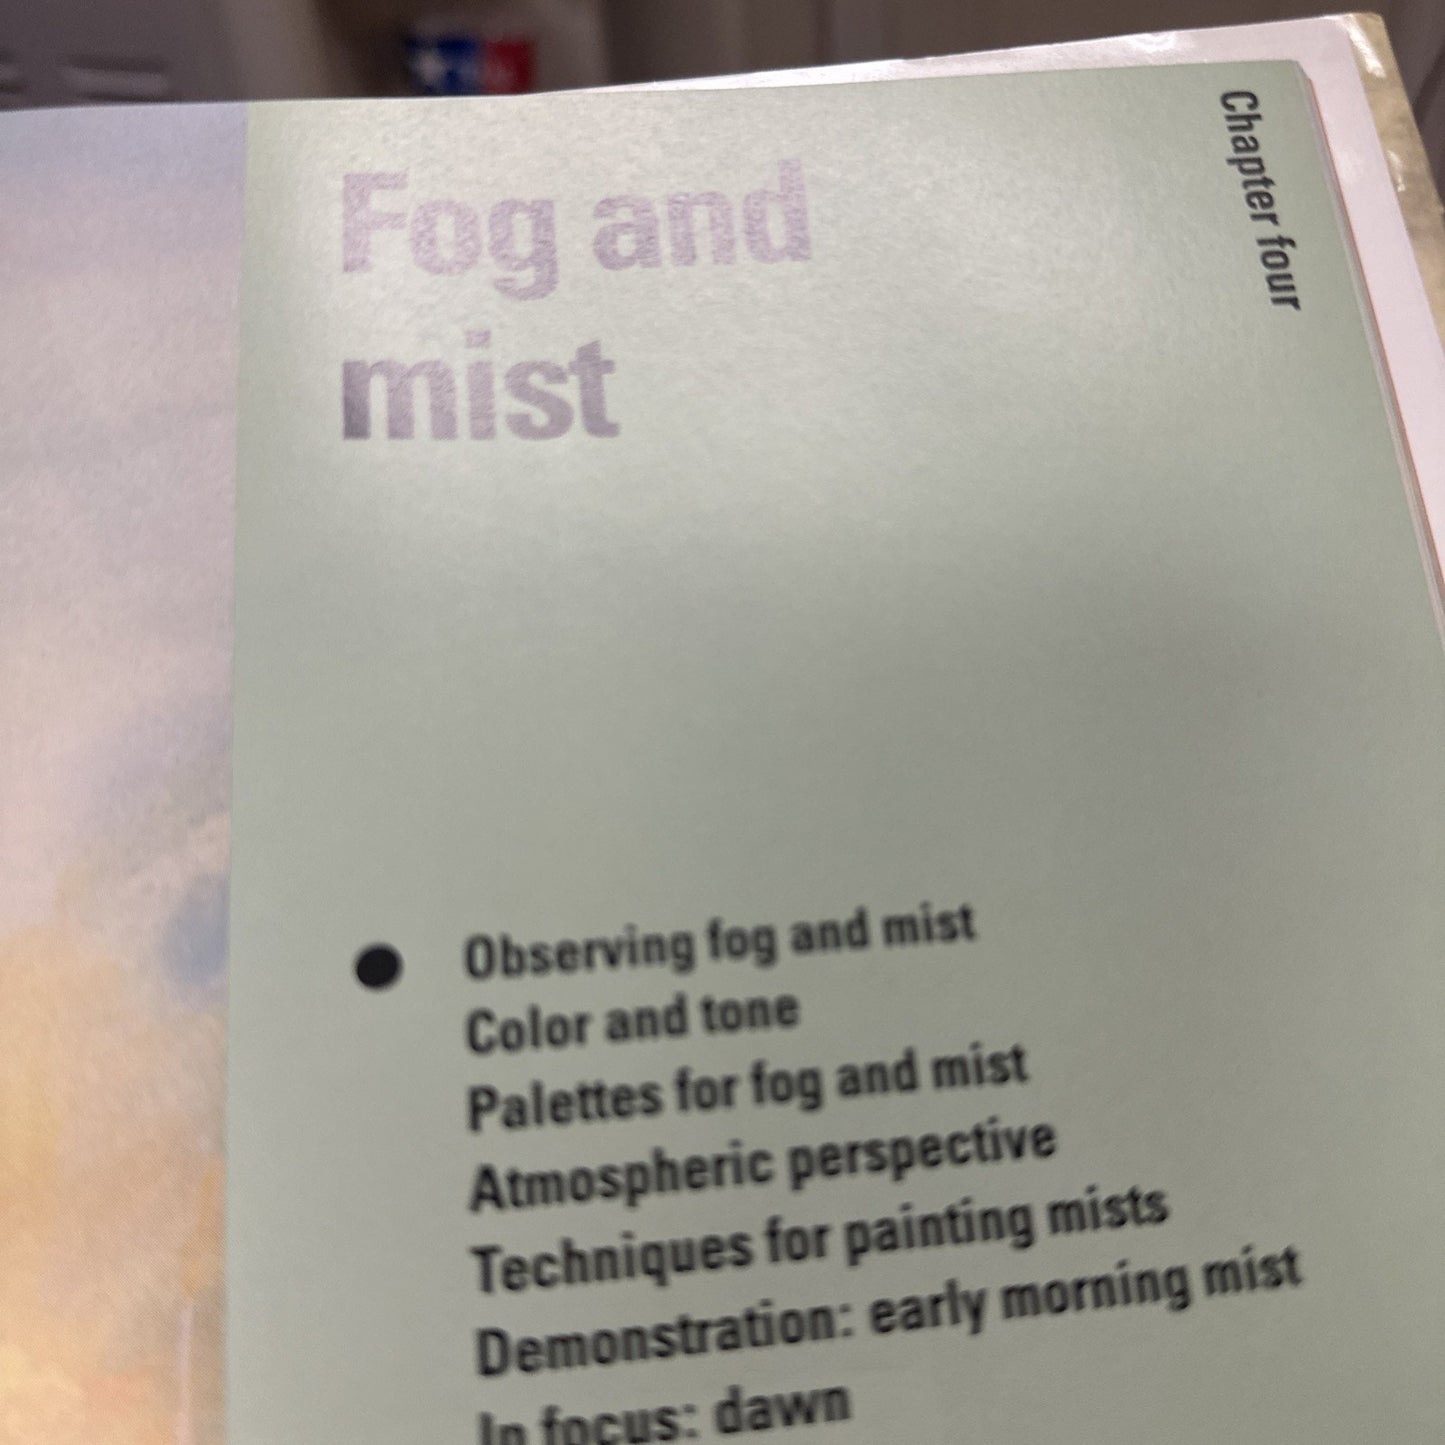 Chapter four
Fog and
mist
Observing fog and mist
Color and tone
Palettes for fog and mist
Atmospheric perspective
Techniques for painting mists
Demonstration: early morning mist
In focus: dawn